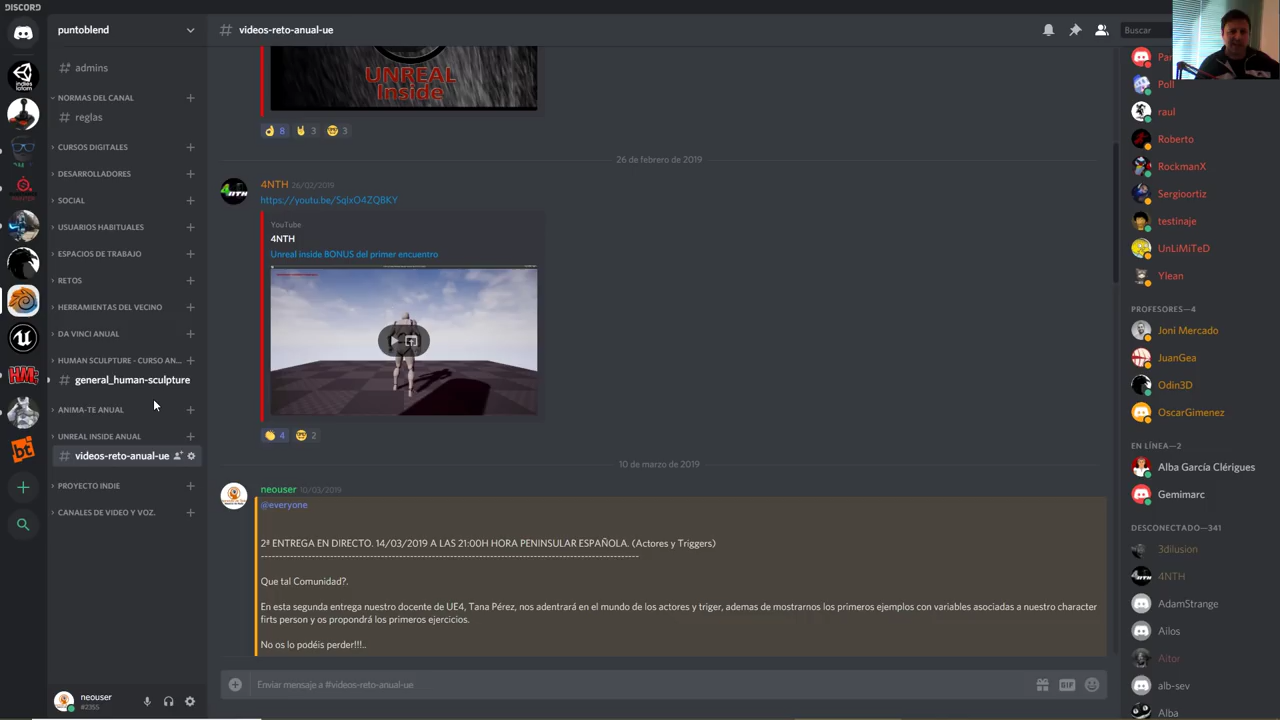 DISCORD
puntoblend
videos-reto-anual-ue
Buscar
admins
NORMAS DEL CANAL
reglas
CURSOS DIGITALES
DESARROLLADORES
SOCIAL
USUARIOS HABITUALES
ESPACIOS DE TRABAJO
RETOS
HERRAMIENTAS DEL VECINO
DA VINCI ANUAL
HUMAN SCULPTURE - CURSO AN...
general_human-sculpture
ANIMA-TE ANUAL
UNREAL INSIDE ANUAL
videos-reto-anual-ue
PROYECTO INDIE
CANALES DE VIDEO Y VOZ.
neouser
#2355
UNREAL
Inside
8
3
3
26 de febrero de 2019
4NTH 26/02/2019
https://youtu.be/SqlxO4ZQBKY
YouTube
4NTH
Unreal inside BONUS del primer encuentro
4
2
10 de marzo de 2019
neouser 10/03/2019
@everyone
2ª ENTREGA EN DIRECTO. 14/03/2019 A LAS 21:00H HORA PENINSULAR ESPAÑOLA. (Actores y Triggers)
--------------------------------------------------------------------------------------------
Que tal Comunidad?.
En esta segunda entrega nuestro docente de UE4, Tana Pérez, nos adentrará en el mundo de los actores y triger, ademas de mostrarnos los primeros ejemplos con variables asociadas a nuestro character
firts person y os propondrá los primeros ejercicios.
No os lo podéis perder!!!..
Enviar mensaje a #videos-reto-anual-ue
GIF
Poll
raul
Roberto
RockmanX
Sergioortiz
testinaje
UnLiMiTeD
Ylean
PROFESORES—4
Joni Mercado
JuanGea
Odin3D
OscarGimenez
EN LÍNEA—2
Alba García Clérigues
Gemimarc
DESCONECTADO—341
3dilusion
4NTH
AdamStrange
Ailos
Aitor
alb-sev
Alba